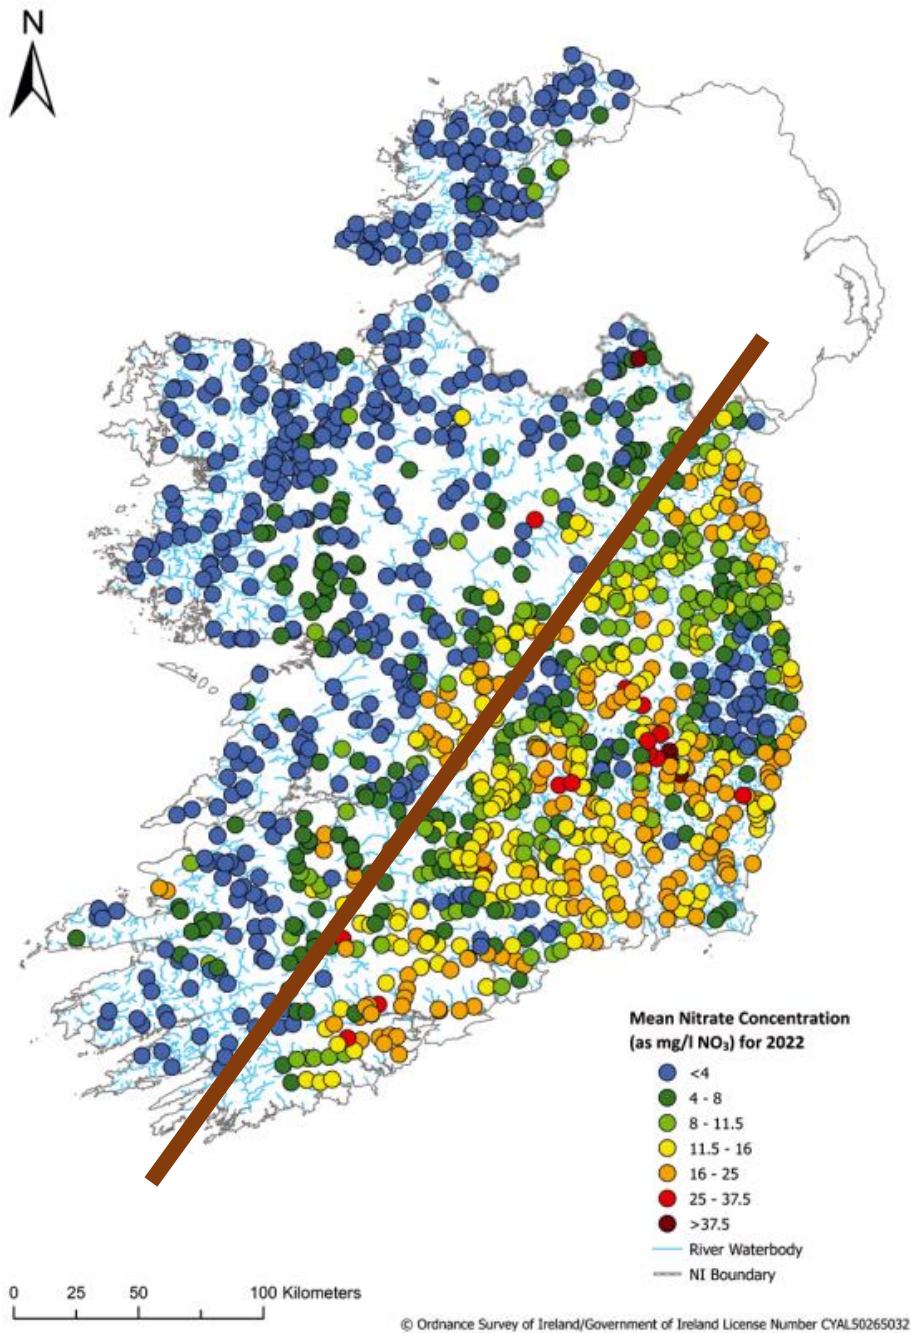 N
Mean Nitrate Concentration
(as mg/l NO₃) for 2022
<4
4 - 8
8 - 11.5
11.5 - 16
16 - 25
25 - 37.5
>37.5
River Waterbody
NI Boundary
0 25 50 100 Kilometers
© Ordnance Survey of Ireland/Government of Ireland License Number CYAL50265032